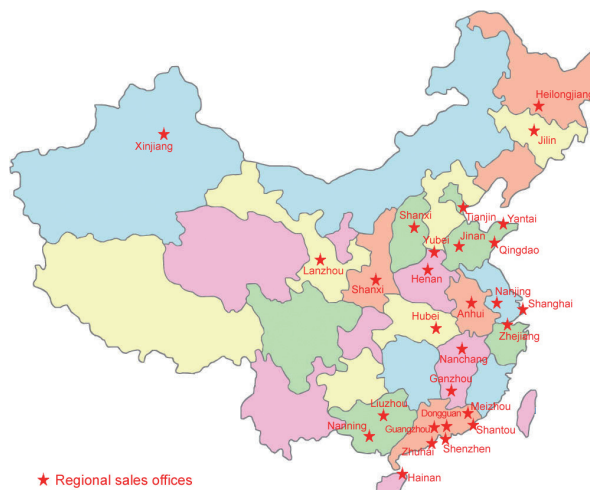 Heilongjiang
Jilin
Xinjiang
Tianjin
Shanxi
Yantai
Yubei
Jinan
Qingdao
Lanzhou
Henan
Shanxi
Nanjing
Shanghai
Anhui
Hubei
Zhejiung
Nanchang
Ganzhou
Liuzhou
Meizhou
Dongguan
Nanning
Guangzhou
Shantou
Zhuhai
Shenzhen
Hainan
Regional sales offices